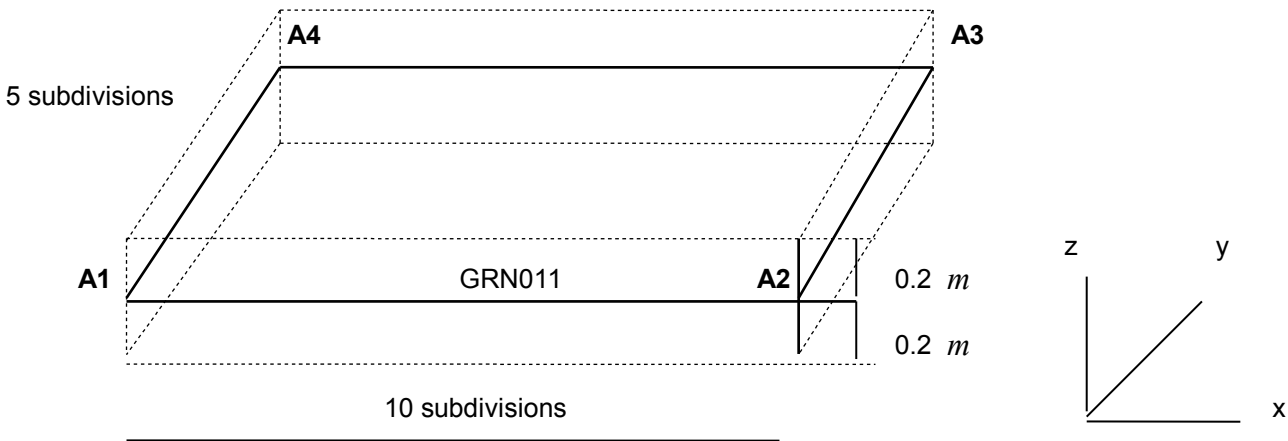 A4
A3
5 subdivisions
A1
GRN011
A2
0.2 m
0.2 m
10 subdivisions
z
y
x